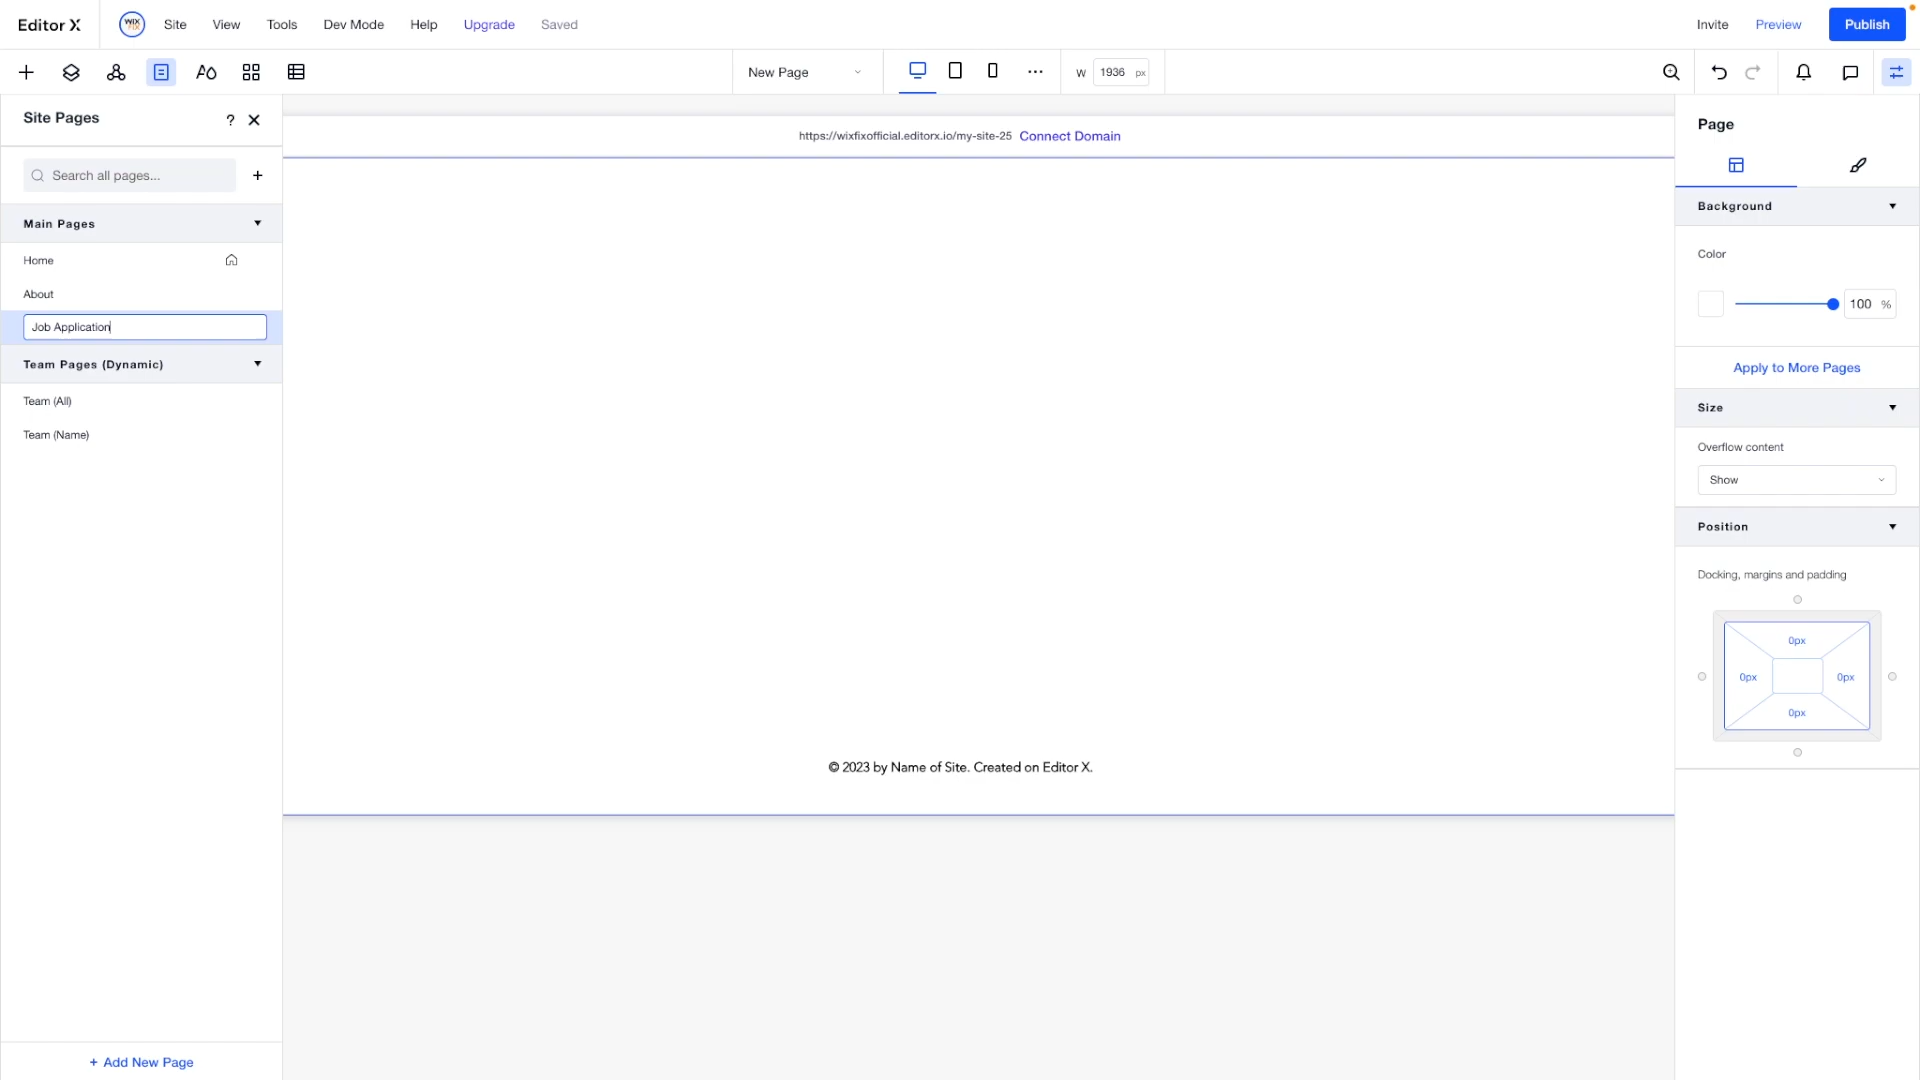 Editor X
WIX FIX
Site
View
Tools
Dev Mode
Help
Upgrade
Saved
Invite
Preview
Publish
New Page
W
1936
px
Site Pages
?
Search all pages...
Main Pages
Home
About
Job Application
Team Pages (Dynamic)
Team (All)
Team (Name)
+ Add New Page
https://wixfixofficial.editorx.io/my-site-25 Connect Domain
© 2023 by Name of Site. Created on Editor X.
Page
Background
Color
100 %
Apply to More Pages
Size
Overflow content
Show
Position
Docking, margins and padding
0px
0px
0px
0px